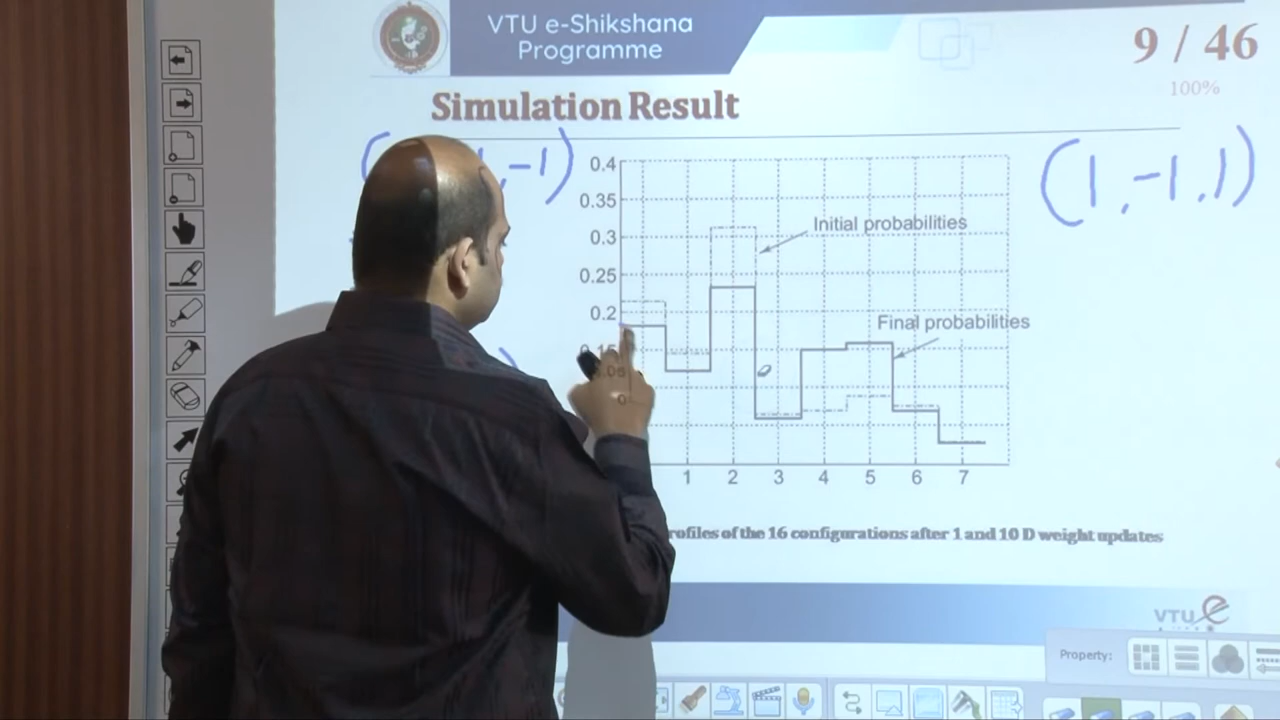 VTU e-Shikshana
Programme
9 / 46
100%
Simulation Result
,-1)
(1,-1,1)
0.4
0.35
0.3
0.25
0.2
Initial probabilities
Final probabilities
0
1 2 3 4 5 6 7
of the 16 configurations after 1 and 10 D weight updates
VTU e
Property: